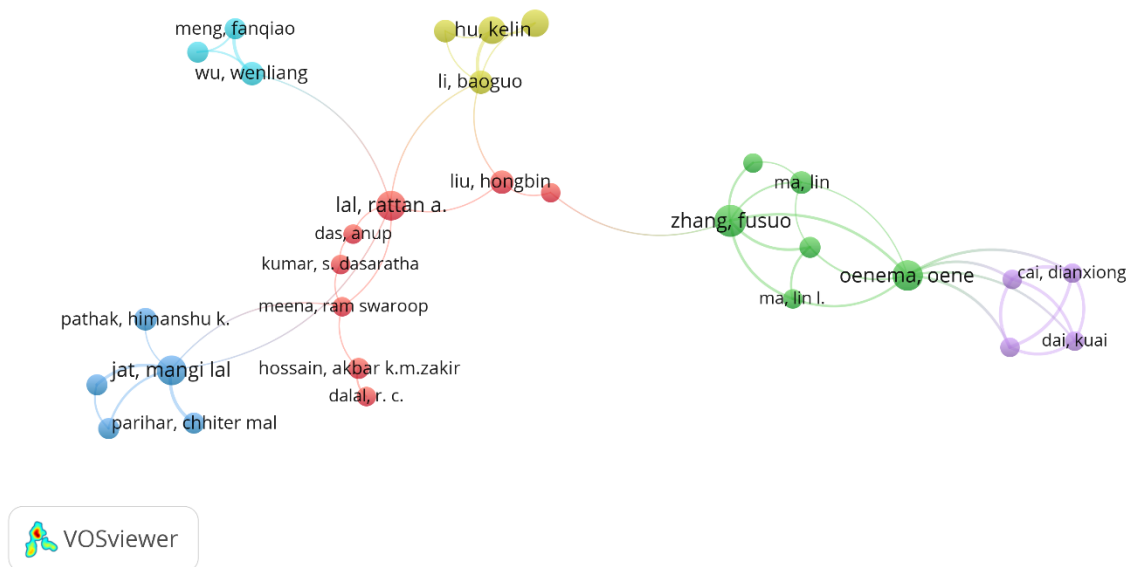 meng, fanqiao
wu, wenliang
hu, kelin
li, baoguo
liu, hongbin
lal, rattan a.
das, anup
kumar, s. dasaratha
meena, ram swaroop
pathak, himanshu k.
jat, mangi lal
hossain, akbar k.m.zakir
dalal, r. c.
parihar, chhiter mal
ma, lin
zhang, fusuo
oenema, oene
ma, lin l.
cai, dianxiong
dai, kuai
VOSviewer